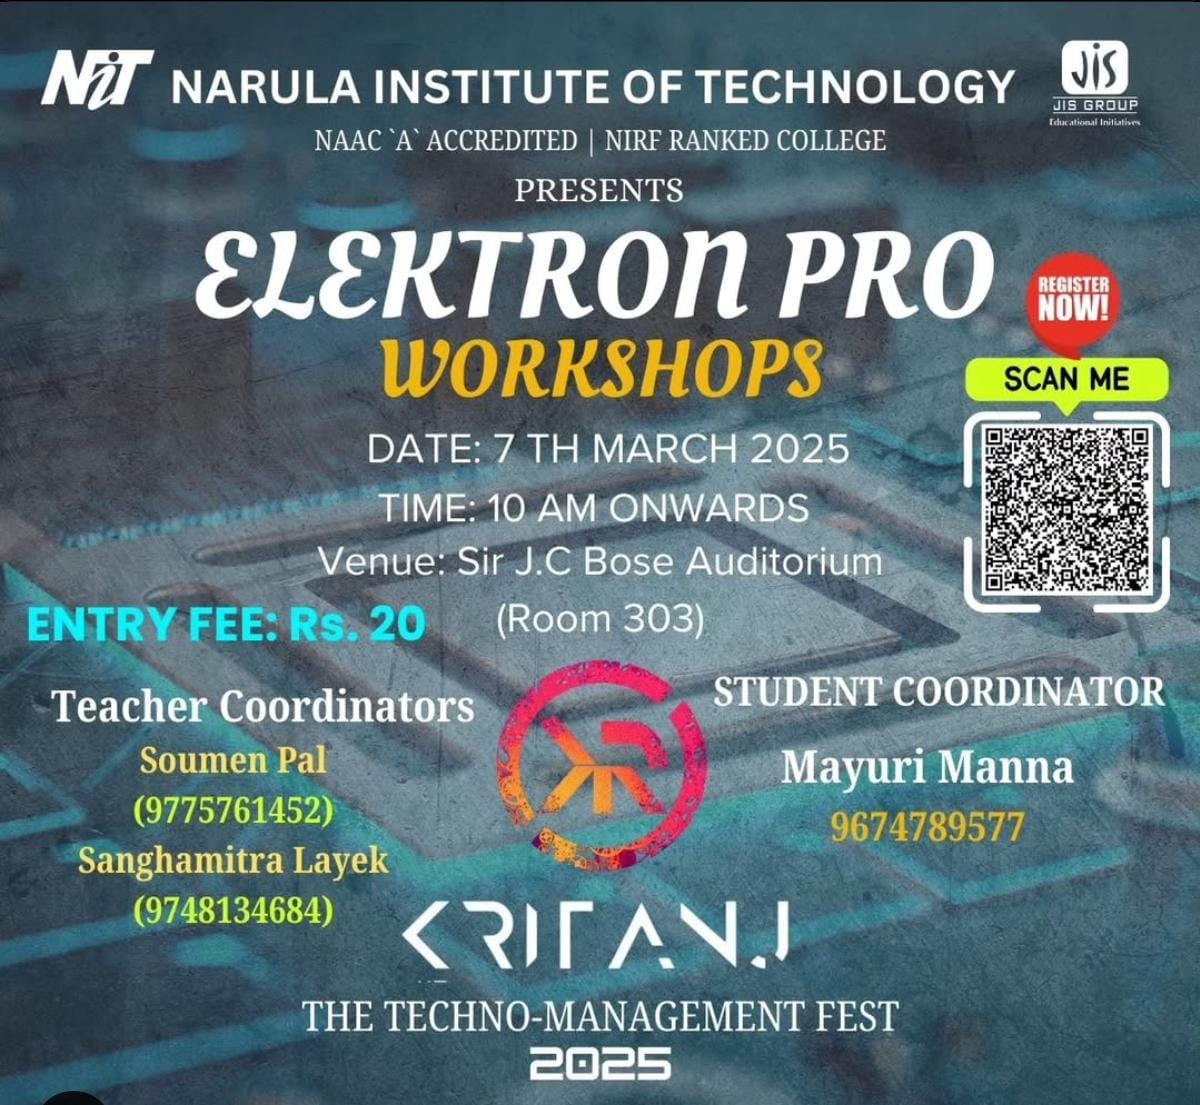 NiT
NARULA INSTITUTE OF TECHNOLOGY
JIS
JIS GROUP
Educational Initiatives
NAAC `A` ACCREDITED | NIRF RANKED COLLEGE
PRESENTS
ELEKTRON PRO
WORKSHOPS
REGISTER
NOW!
SCAN ME
DATE: 7 TH MARCH 2025
TIME: 10 AM ONWARDS
Venue: Sir J.C Bose Auditorium
(Room 303)
ENTRY FEE: Rs. 20
Teacher Coordinators
Soumen Pal
(9775761452)
Sanghamitra Layek
(9748134684)
STUDENT COORDINATOR
Mayuri Manna
9674789577
KRITANJ
THE TECHNO-MANAGEMENT FEST
2025